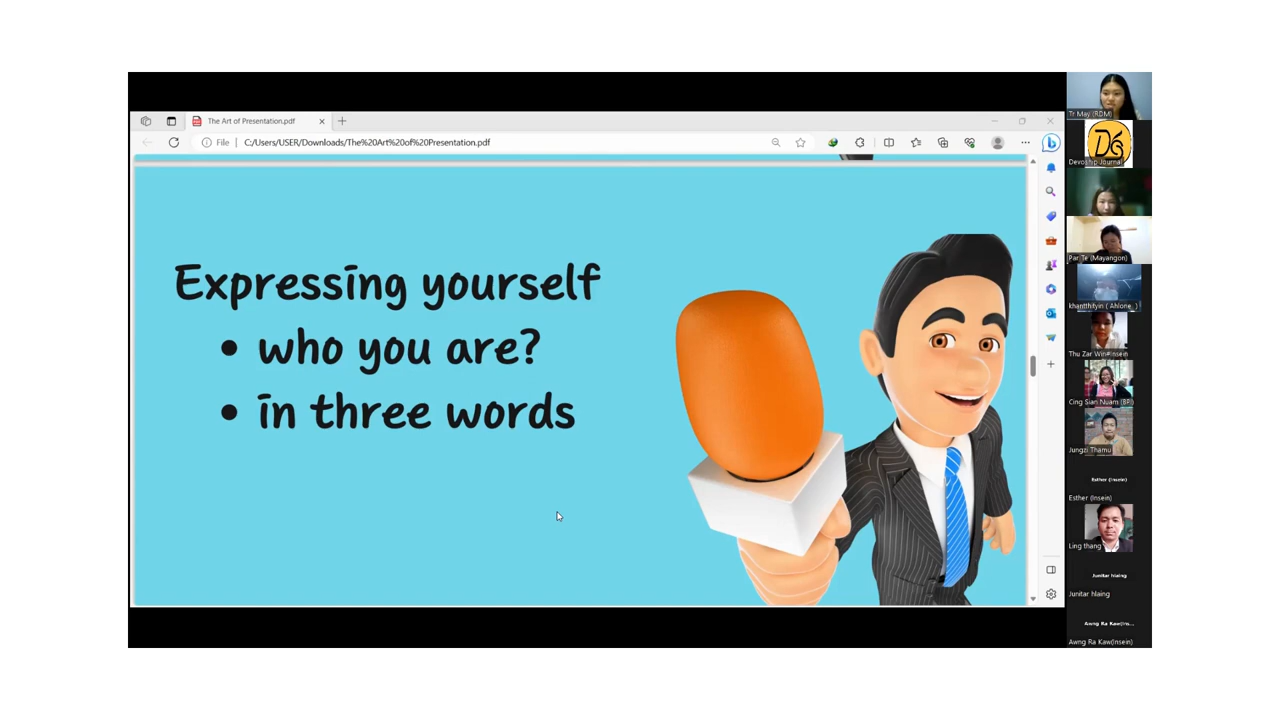 The Art of Presentation.pdf
File
C:/Users/USER/Downloads/The%20Art%20of%20Presentation.pdf
Expressing yourself
• who you are?
• in three words
Tr May (RDM)
Devoship Journal
Par Te (Mayangon)
khantthityin ( Ahlone )
Thu Zar Win#Insein
Cing Sian Nuam (BP)
Jungzi Thamu
Esther (Insein)
Esther (Insein)
Ling thang
Junitar hlaing
Junitar hlaing
Awng Ra Kaw(Ins...
Awng Ra Kaw(Insein)